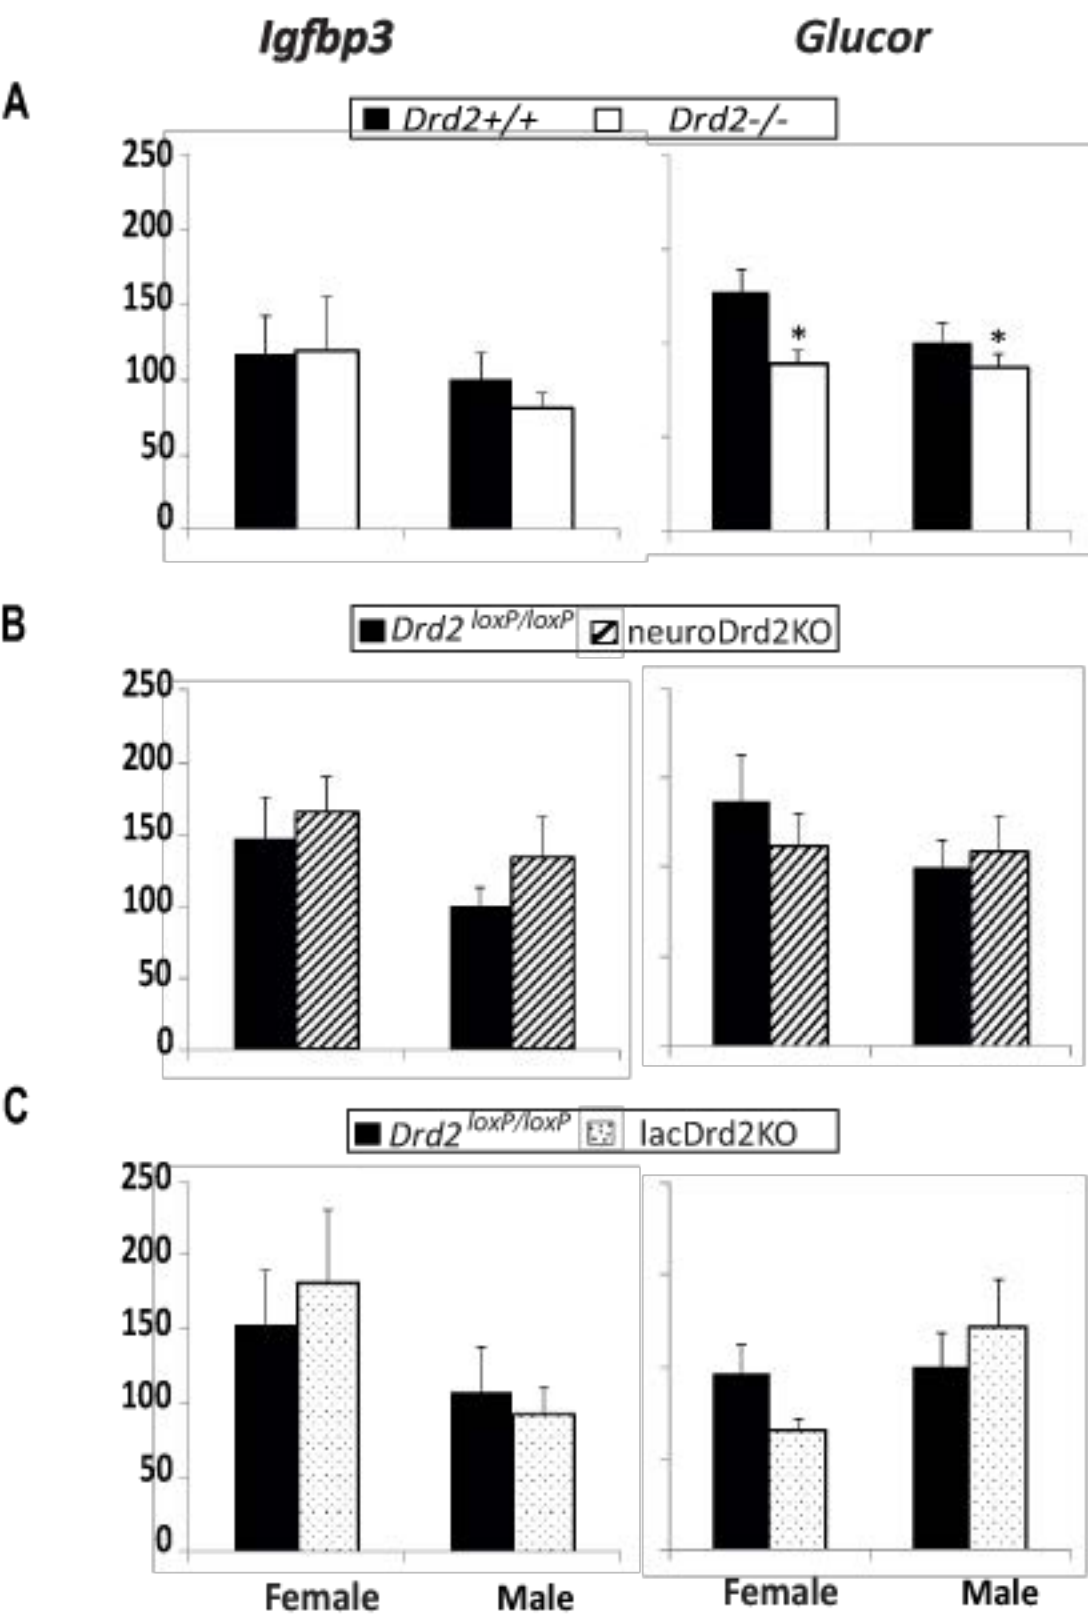 Igfbp3 Glucor
A
Drd2+/+ Drd2-/-
250
200
150
100
50
0
* *
B
Drd2 loxP/loxP neuroDrd2KO
250
200
150
100
50
0
C
Drd2 loxP/loxP lacDrd2KO
250
200
150
100
50
0
Female Male Female Male